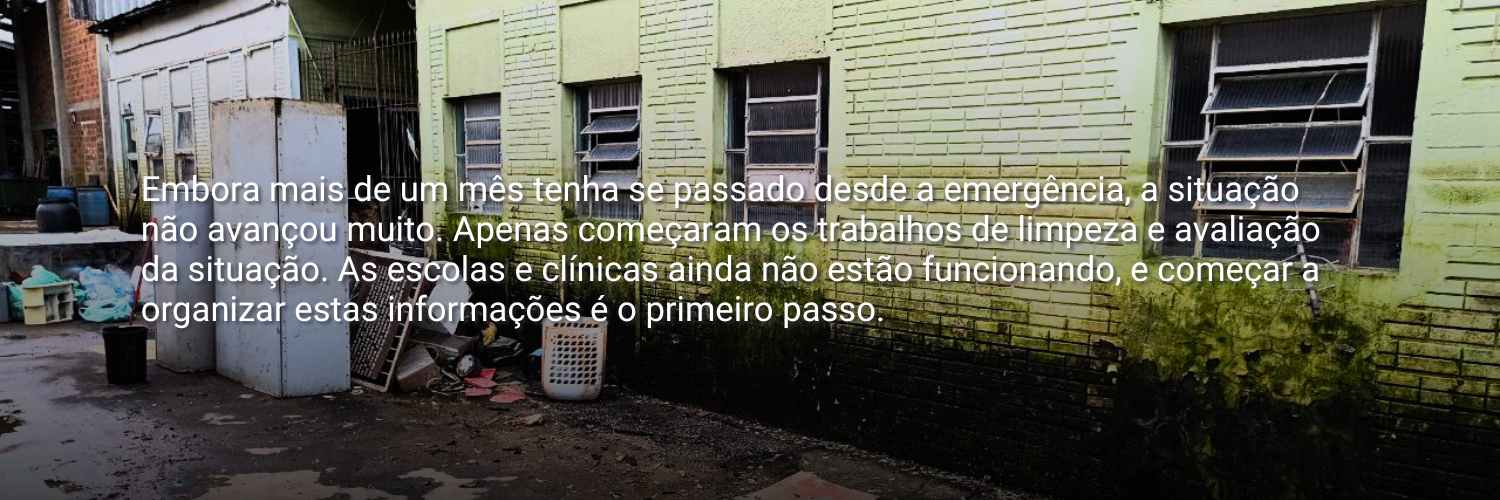 Embora mais de um mês tenha se passado desde a emergência, a situação
não avançou muito. Apenas começaram os trabalhos de limpeza e avaliação
da situação. As escolas e clínicas ainda não estão funcionando, e começar a
organizar estas informações é o primeiro passo.